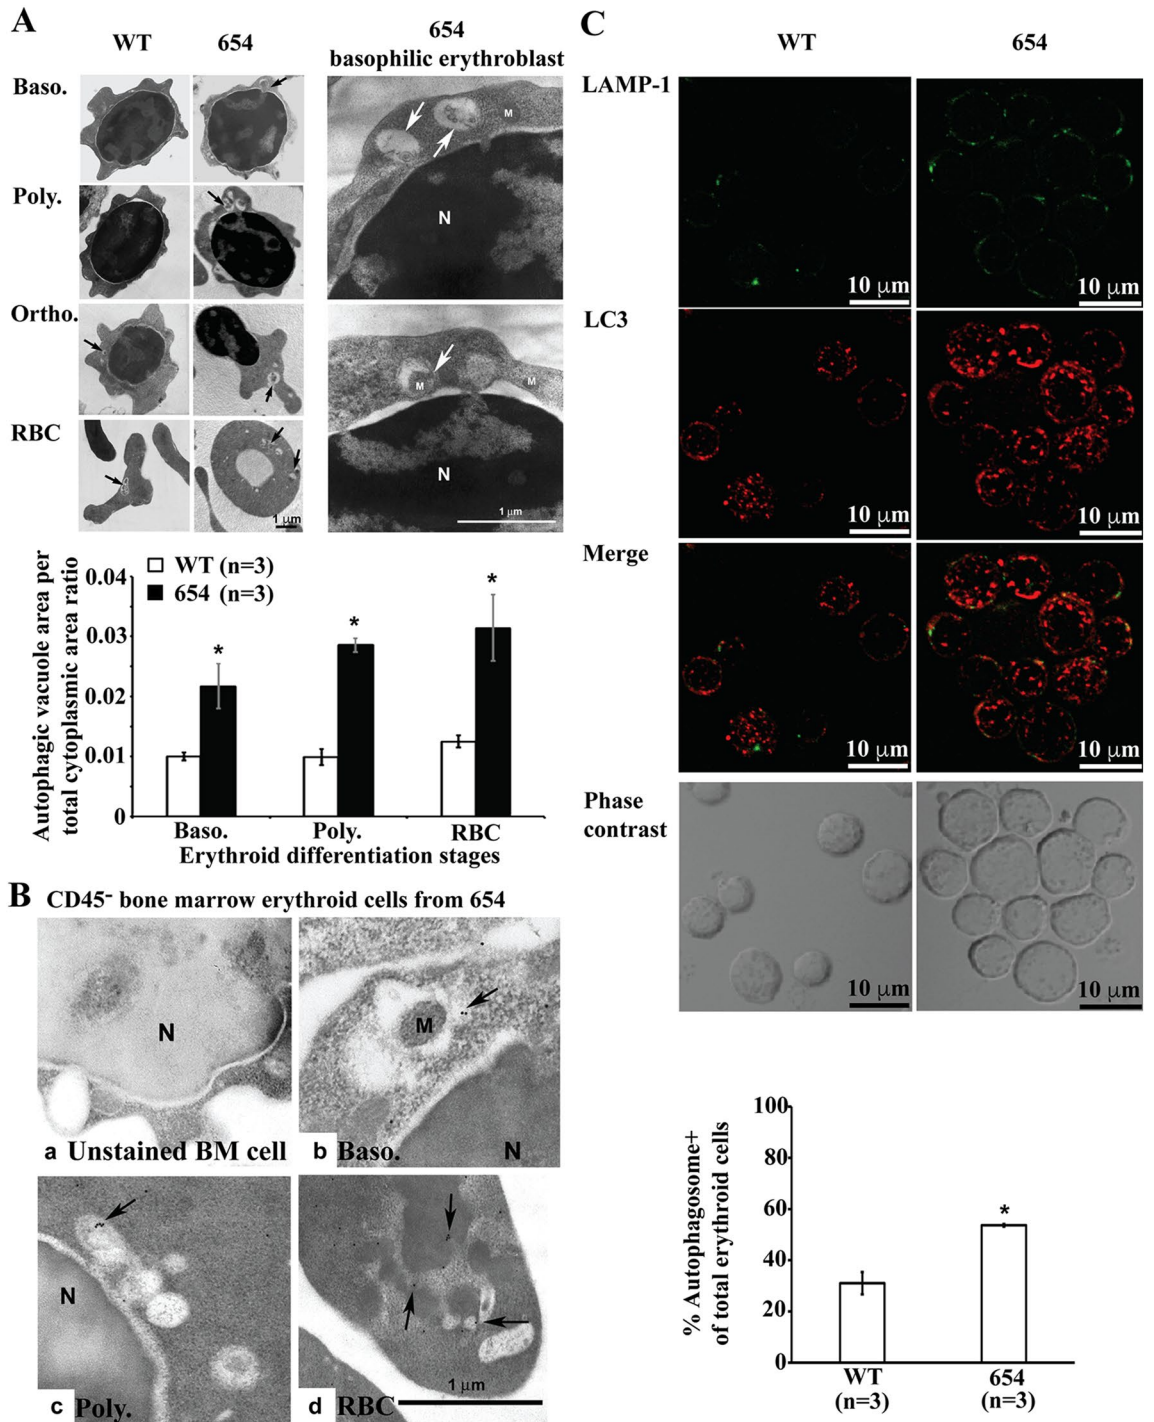 A
WT
654
654
basophilic erythroblast
Baso.
M
N
Poly.
Ortho.
M
M
N
RBC
1 μm
1 μm
Autophagic vacuole area per
total cytoplasmic area ratio
0.04
0.03
0.02
0.01
0
WT (n=3)
654 (n=3)
*
*
*
Baso.
Poly.
RBC
Erythroid differentiation stages
B
CD45⁻ bone marrow erythroid cells from 654
N
a Unstained BM cell
M
N
b Baso.
N
c Poly.
1 μm
d RBC
C
WT
654
LAMP-1
10 μm
10 μm
LC3
10 μm
10 μm
Merge
10 μm
10 μm
Phase
contrast
10 μm
10 μm
% Autophagosome+
of total erythroid cells
100
80
60
40
20
0
*
WT
(n=3)
654
(n=3)